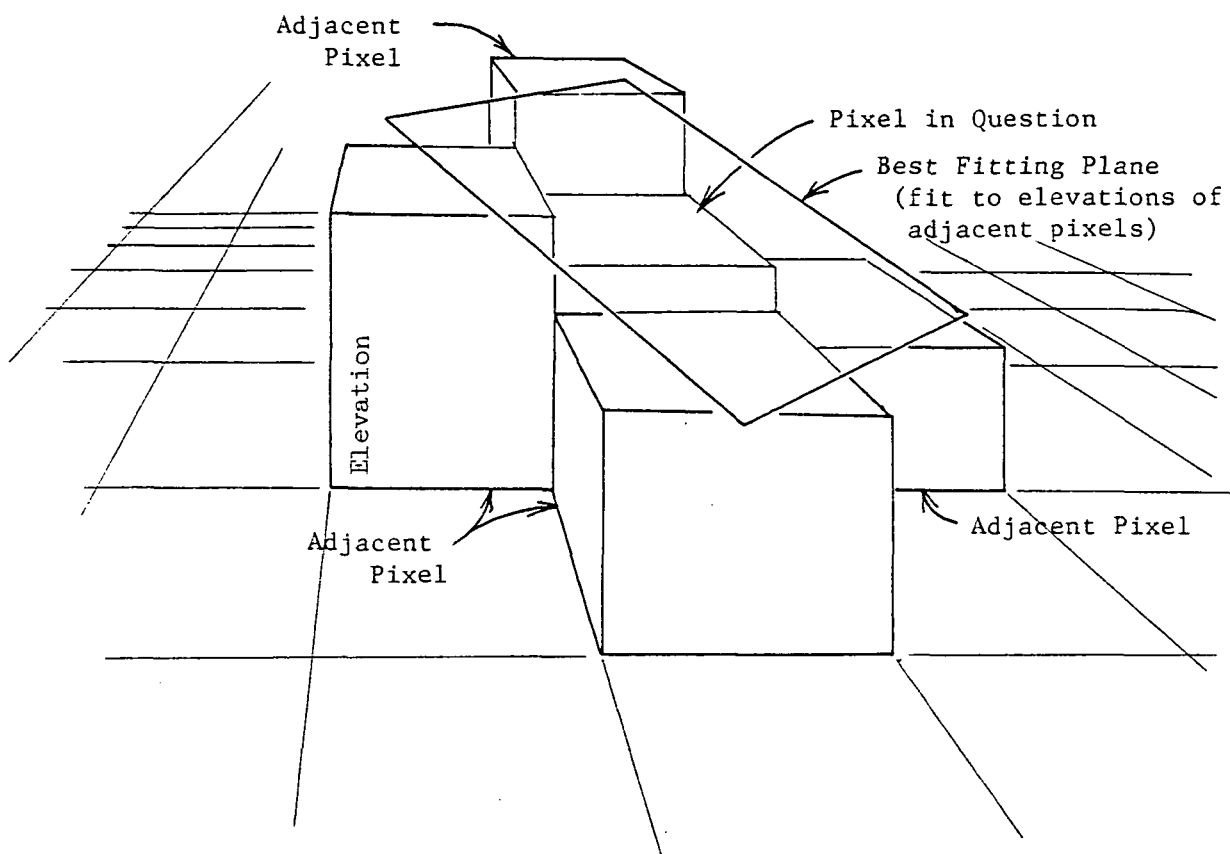 Adjacent
Pixel
Pixel in Question
Best Fitting Plane
(fit to elevations of
adjacent pixels)
Elevation
Adjacent
Pixel
Adjacent Pixel